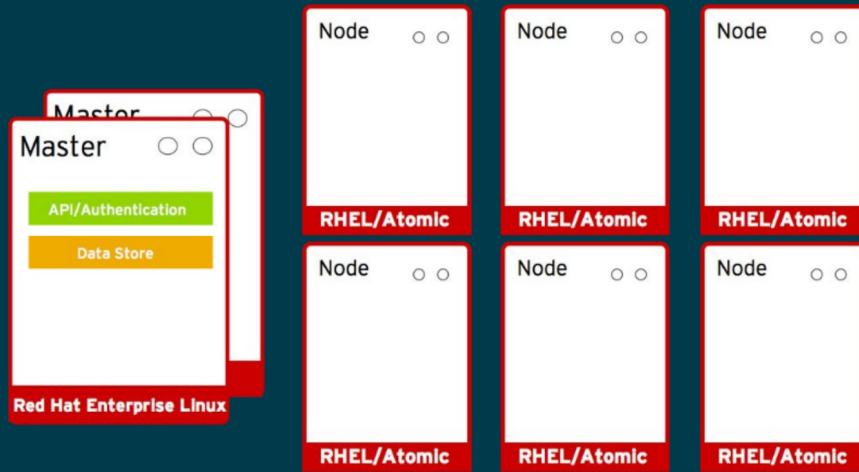 Master
Master
API/Authentication
Data Store
Red Hat Enterprise Linux
Node
Node
Node
RHEL/Atomic
RHEL/Atomic
RHEL/Atomic
Node
Node
Node
RHEL/Atomic
RHEL/Atomic
RHEL/Atomic